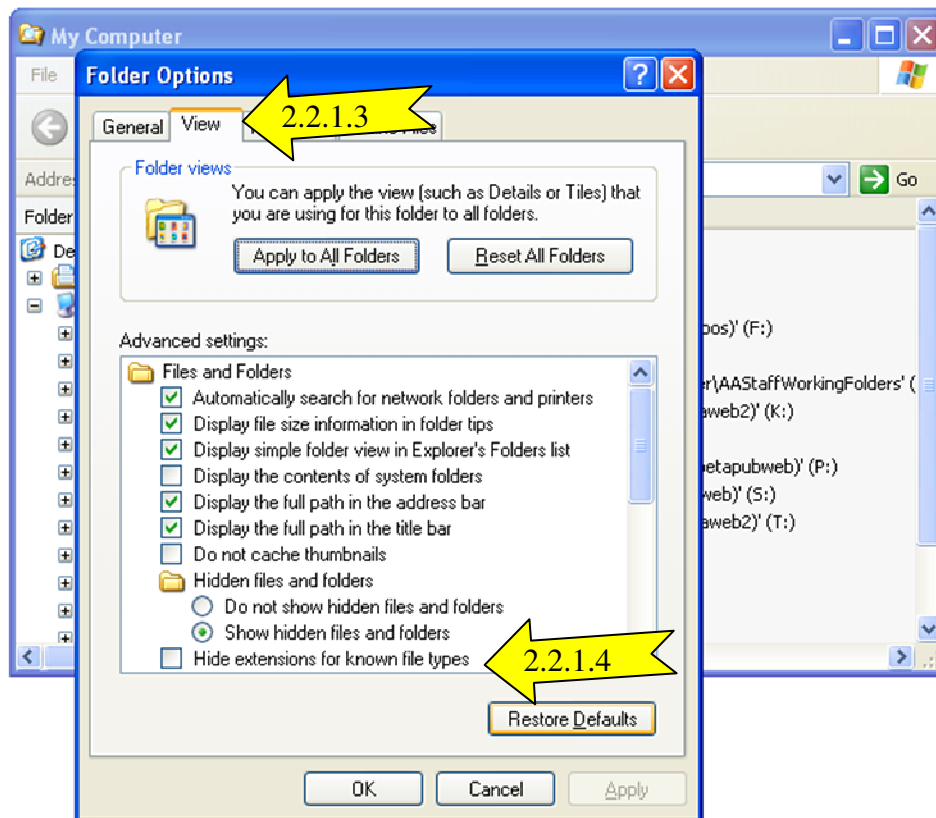 My Computer
File
Folder Options
General View 2.2.1.3
Addre
Go
Folder views
You can apply the view (such as Details or Tiles) that
you are using for this folder to all folders.
Folder
De
Apply to All Folders Reset All Folders
Advanced settings:
Files and Folders
Automatically search for network folders and printers
Display file size information in folder tips
Display simple folder view in Explorer's Folders list
Display the contents of system folders
Display the full path in the address bar
Display the full path in the title bar
Do not cache thumbnails
Hidden files and folders
Do not show hidden files and folders
Show hidden files and folders
Hide extensions for known file types 2.2.1.4
Restore Defaults
OK Cancel Apply
oos)' (F:)
r\AAStaffWorkingFolders' (
aweb2)' (K:)
etapubweb)' (P:)
web)' (S:)
aweb2)' (T:)